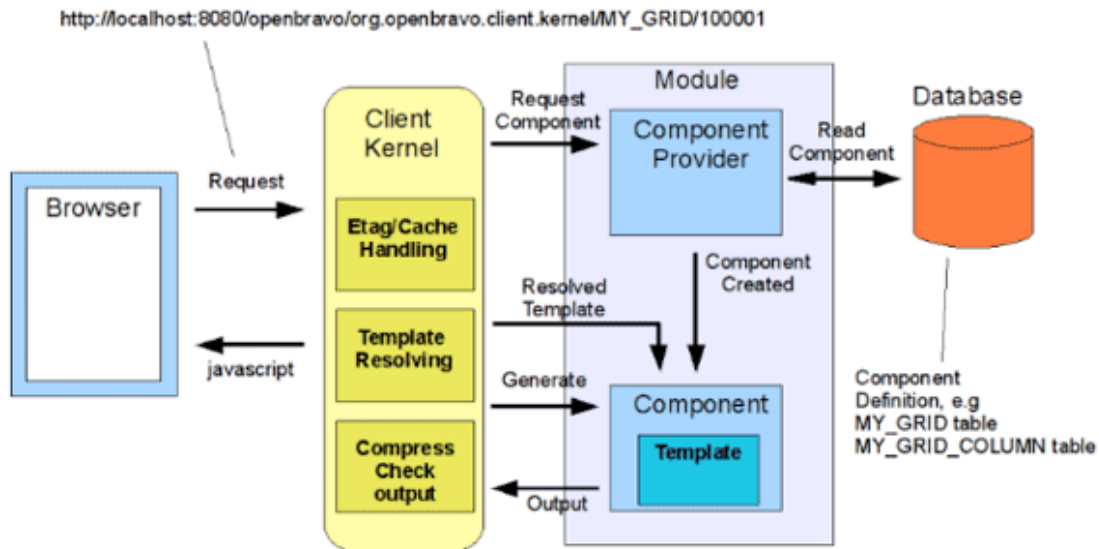 http://localhost:8080/openbravo/org.openbravo.client.kernel/MY_GRID/100001
Browser
Request
javascript
Client
Kernel
Etag/Cache
Handling
Template
Resolving
Compress
Check
output
Request
Component
Resolved
Template
Generate
Output
Module
Component
Provider
Component
Created
Component
Template
Read
Component
Database
Component
Definition, e.g
MY_GRID table
MY_GRID_COLUMN table